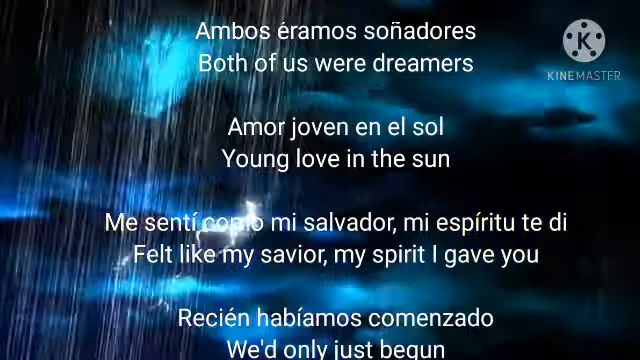 Ambos éramos soñadores
Both of us were dreamers
KINEMASTER
Amor joven en el sol
Young love in the sun
Me sentí como mi salvador, mi espíritu te di
Felt like my savior, my spirit I gave you
Recién habíamos comenzado
We'd only just begun